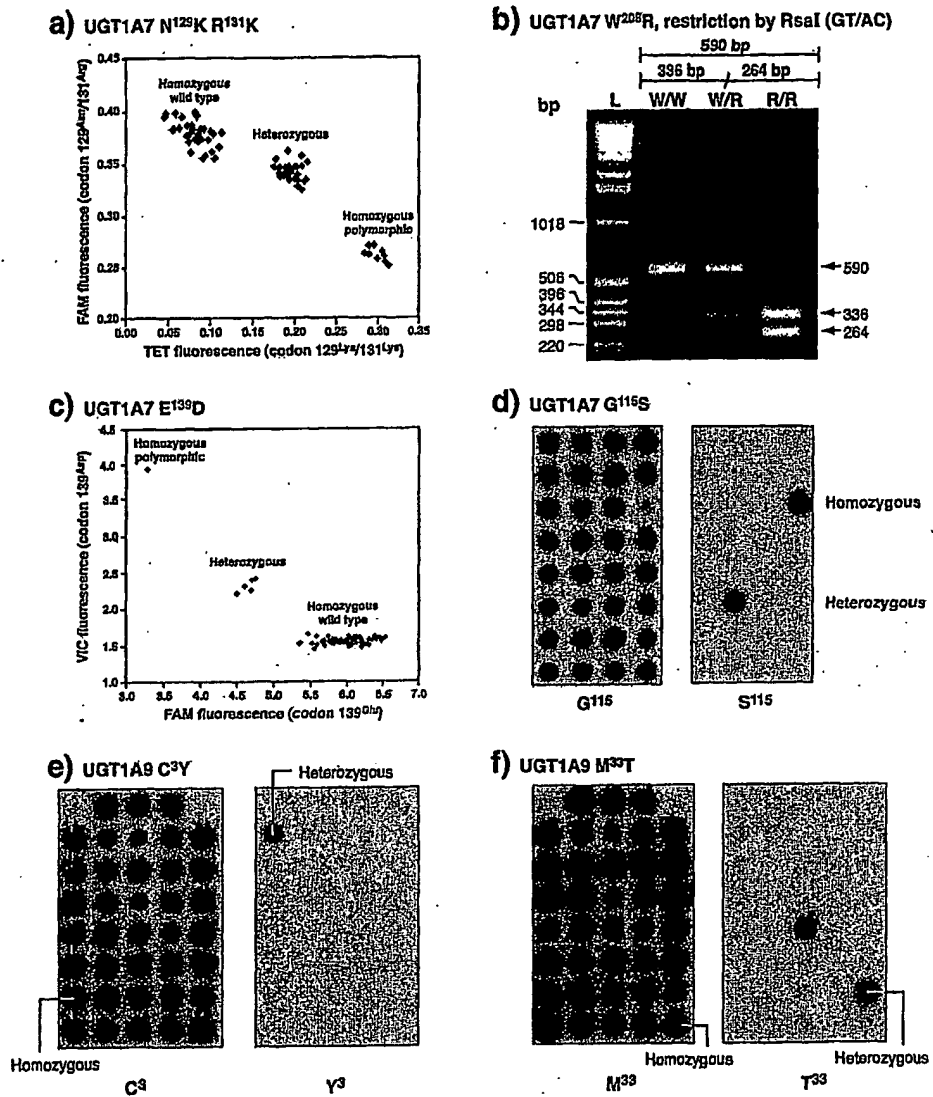 a) UGT1A7 N129K R131K
FAM fluorescence (codon 129Asn/131Arg)
0.45
0.40
0.35
0.30
0.25
0.20
Homozygous
wild type
Heterozygous
Homozygous
polymorphic
0.00 0.05 0.10 0.15 0.20 0.25 0.30 0.35
TET fluorescence (codon 129Lys/131Lys)
b) UGT1A7 W208R, restriction by RsaI (GT/AC)
590 bp
396 bp 264 bp
bp L W/W W/R R/R
1018
506
396
344
298
220
590
336
264
c) UGT1A7 E139D
VIC fluorescence (codon 139Asp)
4.5
4.0
3.5
3.0
2.5
2.0
1.5
1.0
Homozygous
polymorphic
Heterozygous
Homozygous
wild type
3.0 3.5 4.0 4.5 5.0 5.5 6.0 6.5 7.0
FAM fluorescence (codon 139Glu)
d) UGT1A7 G115S
Homozygous
Heterozygous
G115 S115
e) UGT1A9 C3Y
Heterozygous
Homozygous
C3 Y3
f) UGT1A9 M33T
Homozygous Heterozygous
M33 T33